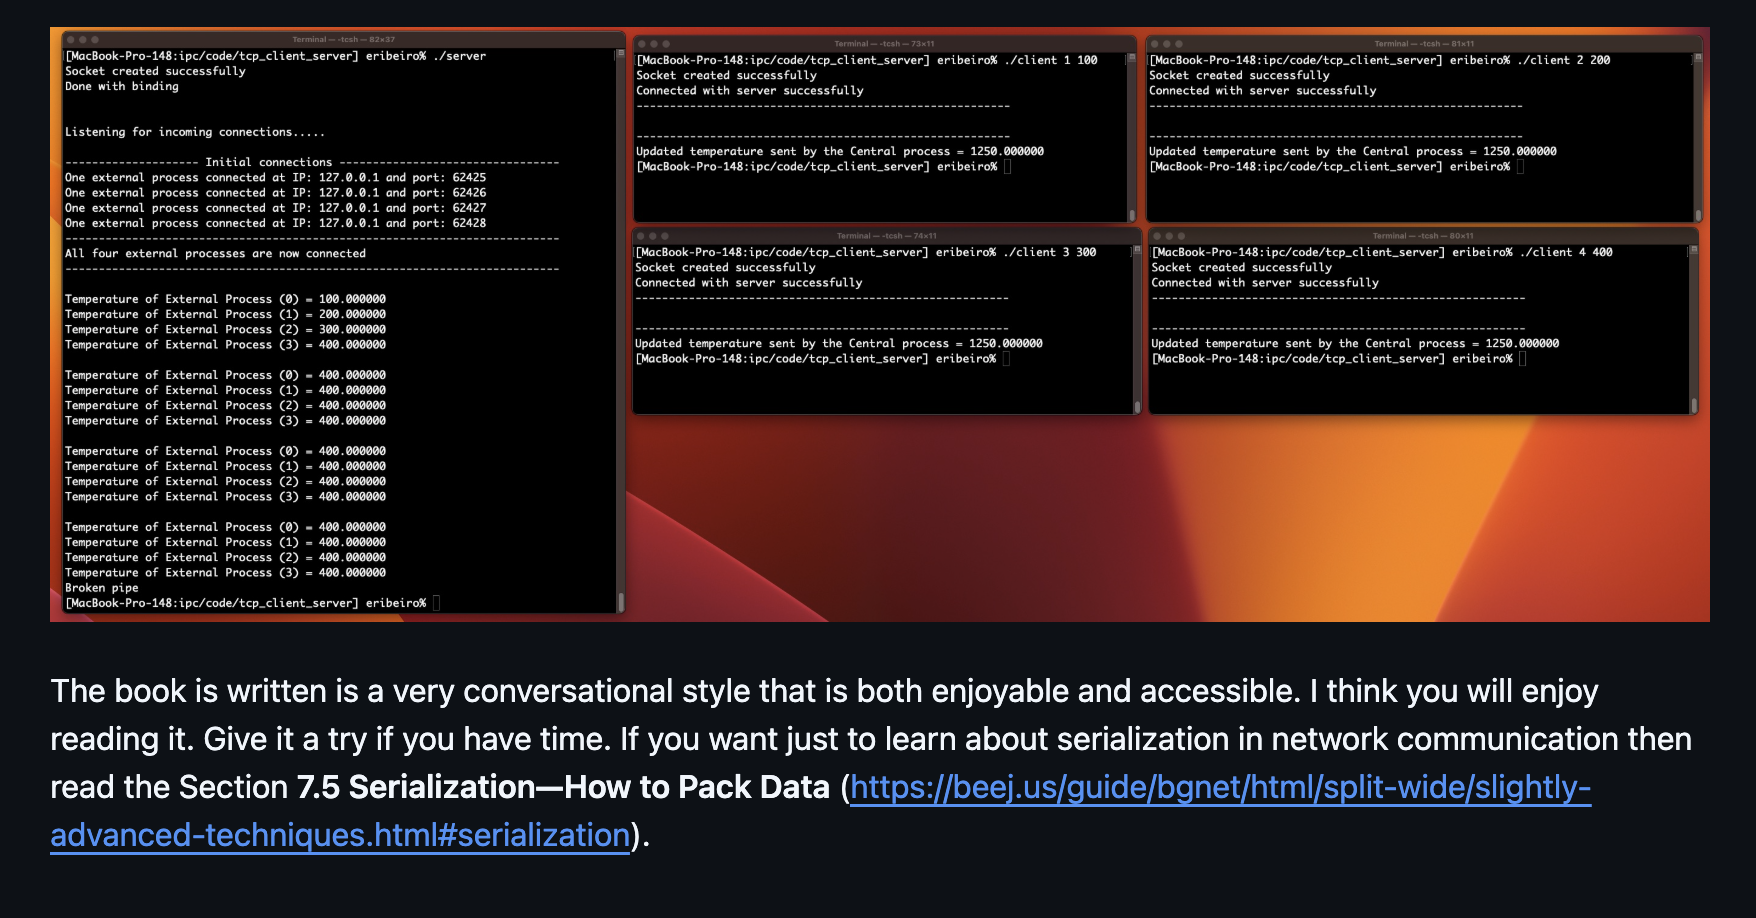 Terminal — -tcsh — 82×37
[MacBook-Pro-148:ipc/code/tcp_client_server] eribeiro% ./server
Socket created successfully
Done with binding
Listening for incoming connections.....
-------------------- Initial connections ---------------------------------
One external process connected at IP: 127.0.0.1 and port: 62425
One external process connected at IP: 127.0.0.1 and port: 62426
One external process connected at IP: 127.0.0.1 and port: 62427
One external process connected at IP: 127.0.0.1 and port: 62428
--------------------------------------------------------------------------
All four external processes are now connected
--------------------------------------------------------------------------
Temperature of External Process (0) = 100.000000
Temperature of External Process (1) = 200.000000
Temperature of External Process (2) = 300.000000
Temperature of External Process (3) = 400.000000
Temperature of External Process (0) = 400.000000
Temperature of External Process (1) = 400.000000
Temperature of External Process (2) = 400.000000
Temperature of External Process (3) = 400.000000
Temperature of External Process (0) = 400.000000
Temperature of External Process (1) = 400.000000
Temperature of External Process (2) = 400.000000
Temperature of External Process (3) = 400.000000
Temperature of External Process (0) = 400.000000
Temperature of External Process (1) = 400.000000
Temperature of External Process (2) = 400.000000
Temperature of External Process (3) = 400.000000
Broken pipe
[MacBook-Pro-148:ipc/code/tcp_client_server] eribeiro%
Terminal — -tcsh — 73×11
[MacBook-Pro-148:ipc/code/tcp_client_server] eribeiro% ./client 1 100
Socket created successfully
Connected with server successfully
--------------------------------------------------------
--------------------------------------------------------
Updated temperature sent by the Central process = 1250.000000
[MacBook-Pro-148:ipc/code/tcp_client_server] eribeiro%
Terminal — -tcsh — 81×11
[MacBook-Pro-148:ipc/code/tcp_client_server] eribeiro% ./client 2 200
Socket created successfully
Connected with server successfully
--------------------------------------------------------
--------------------------------------------------------
Updated temperature sent by the Central process = 1250.000000
[MacBook-Pro-148:ipc/code/tcp_client_server] eribeiro%
Terminal — -tcsh — 74×11
[MacBook-Pro-148:ipc/code/tcp_client_server] eribeiro% ./client 3 300
Socket created successfully
Connected with server successfully
--------------------------------------------------------
--------------------------------------------------------
Updated temperature sent by the Central process = 1250.000000
[MacBook-Pro-148:ipc/code/tcp_client_server] eribeiro%
Terminal — -tcsh — 80×11
[MacBook-Pro-148:ipc/code/tcp_client_server] eribeiro% ./client 4 400
Socket created successfully
Connected with server successfully
--------------------------------------------------------
--------------------------------------------------------
Updated temperature sent by the Central process = 1250.000000
[MacBook-Pro-148:ipc/code/tcp_client_server] eribeiro%
The book is written is a very conversational style that is both enjoyable and accessible. I think you will enjoy
reading it. Give it a try if you have time. If you want just to learn about serialization in network communication then
read the Section 7.5 Serialization—How to Pack Data (https://beej.us/guide/bgnet/html/split-wide/slightly-
advanced-techniques.html#serialization).